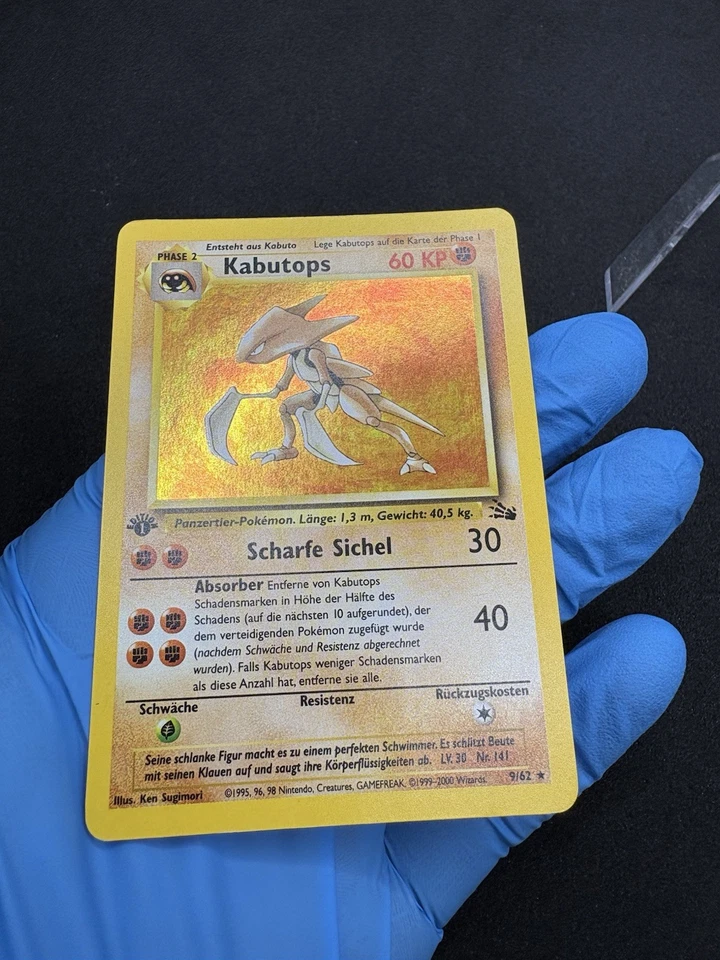 Entsteht aus Kabuto Lege Kabutops auf die Karte der Phase 1
PHASE 2
Kabutops 60 KP
EDITION
1
Panzertier-Pokémon. Länge: 1,3 m, Gewicht: 40,5 kg.
Scharfe Sichel 30
Absorber Entferne von Kabutops
Schadensmarken in Höhe der Hälfte des
Schadens (auf die nächsten 10 aufgerundet), der
dem verteidigenden Pokémon zugefügt wurde
(nachdem Schwäche und Resistenz abgerechnet
wurden). Falls Kabutops weniger Schadensmarken
als diese Anzahl hat, entferne sie alle.
40
Schwäche Resistenz Rückzugskosten
Seine schlanke Figur macht es zu einem perfekten Schwimmer. Es schlitzt Beute
mit seinen Klauen auf und saugt ihre Körperflüssigkeiten ab. LV. 30 Nr. 141
Illus. Ken Sugimori ©1995, 96, 98 Nintendo, Creatures, GAMEFREAK. ©1999-2000 Wizards. 9/62 ★